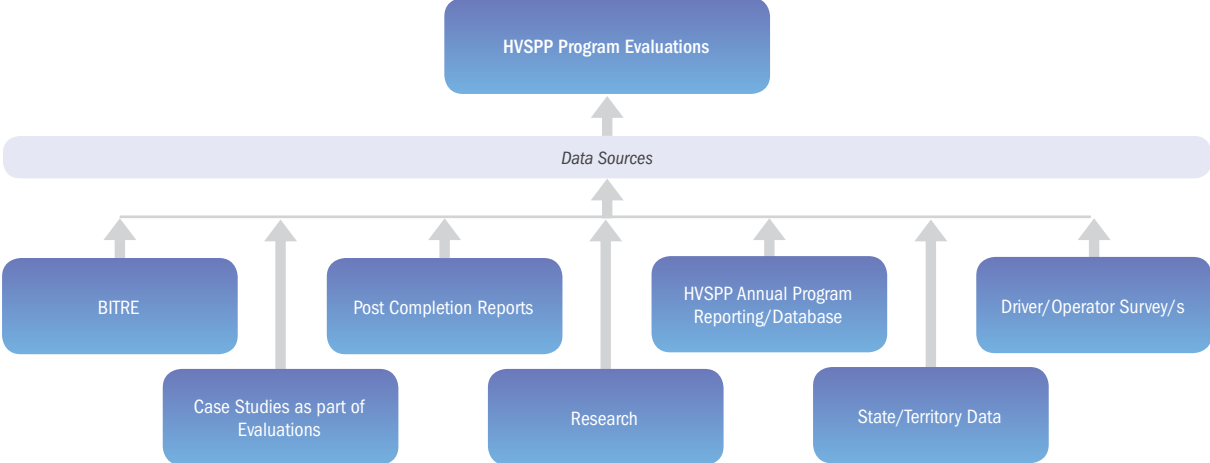 HVSPP Program Evaluations
Data Sources
BITRE
Post Completion Reports
HVSPP Annual Program
Reporting/Database
Driver/Operator Survey/s
Case Studies as part of
Evaluations
Research
State/Territory Data